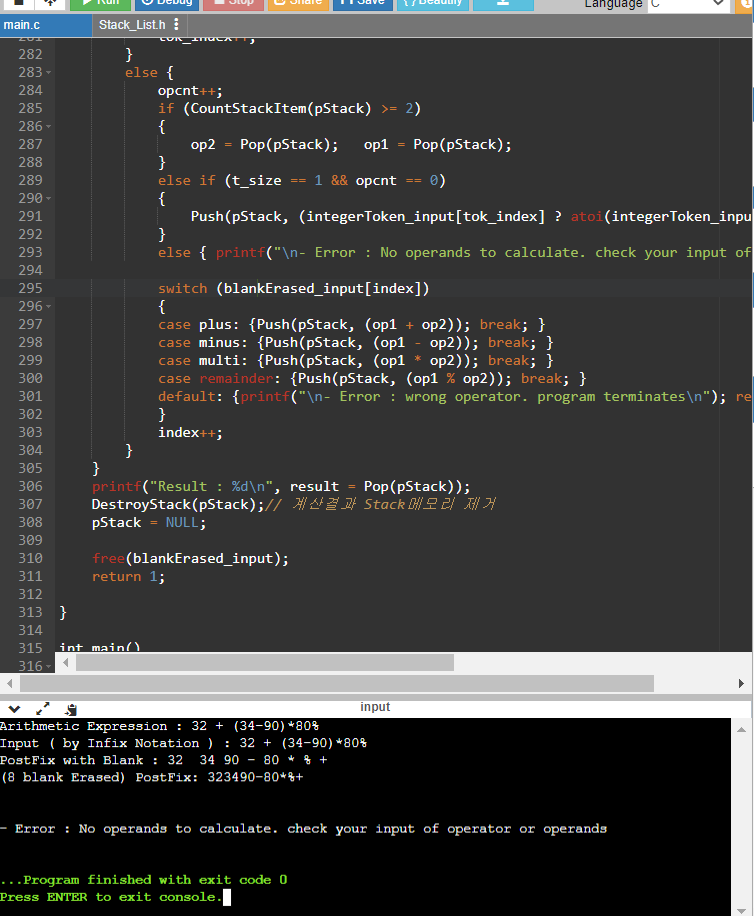 Run Debug Stop Share Save {} Beautify Language C
main.c Stack_List.h
281 tok_index++;
282 }
283 else {
284 opcnt++;
285 if (CountStackItem(pStack) >= 2)
286 {
287 op2 = Pop(pStack); op1 = Pop(pStack);
288 }
289 else if (t_size == 1 && opcnt == 0)
290 {
291 Push(pStack, (integerToken_input[tok_index] ? atoi(integerToken_inpu
292 }
293 else { printf("\n- Error : No operands to calculate. check your input of
294
295 switch (blankErased_input[index])
296 {
297 case plus: {Push(pStack, (op1 + op2)); break; }
298 case minus: {Push(pStack, (op1 - op2)); break; }
299 case multi: {Push(pStack, (op1 * op2)); break; }
300 case remainder: {Push(pStack, (op1 % op2)); break; }
301 default: {printf("\n- Error : wrong operator. program terminates\n"); re
302 }
303 index++;
304 }
305 }
306 printf("Result : %d\n", result = Pop(pStack));
307 DestroyStack(pStack);// 계산결과 Stack메모리 제거
308 pStack = NULL;
309
310 free(blankErased_input);
311 return 1;
312
313 }
314
315 int main()
316
input
Arithmetic Expression : 32 + (34-90)*80%
Input ( by Infix Notation ) : 32 + (34-90)*80%
PostFix with Blank : 32  34 90 - 80 * % +
(8 blank Erased) PostFix: 323490-80*%+
- Error : No operands to calculate. check your input of operator or operands
...Program finished with exit code 0
Press ENTER to exit console.